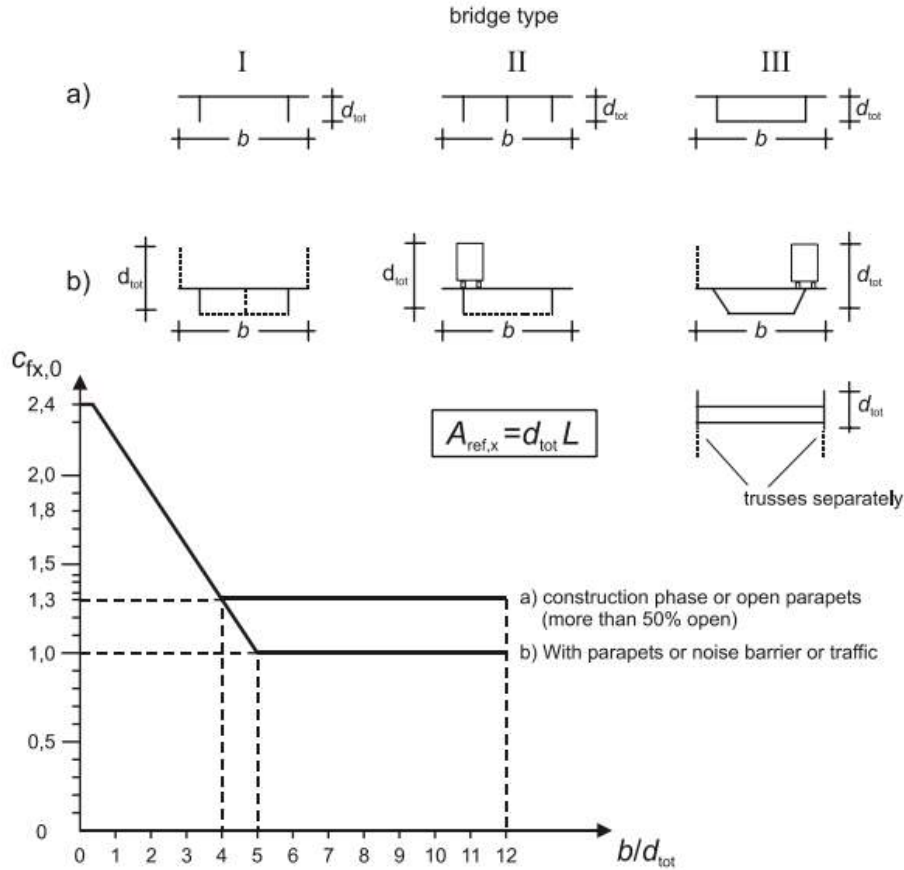 bridge type
I II III
a) d_tot d_tot d_tot
b b b
b) d_tot d_tot d_tot
b b b
c_fx,0
2,4
A_ref,x = d_tot L
d_tot
2,0
trusses separately
1,8
1,5
1,3
a) construction phase or open parapets
(more than 50% open)
1,0
b) With parapets or noise barrier or traffic
0,5
0
0 1 2 3 4 5 6 7 8 9 10 11 12
b/d_tot